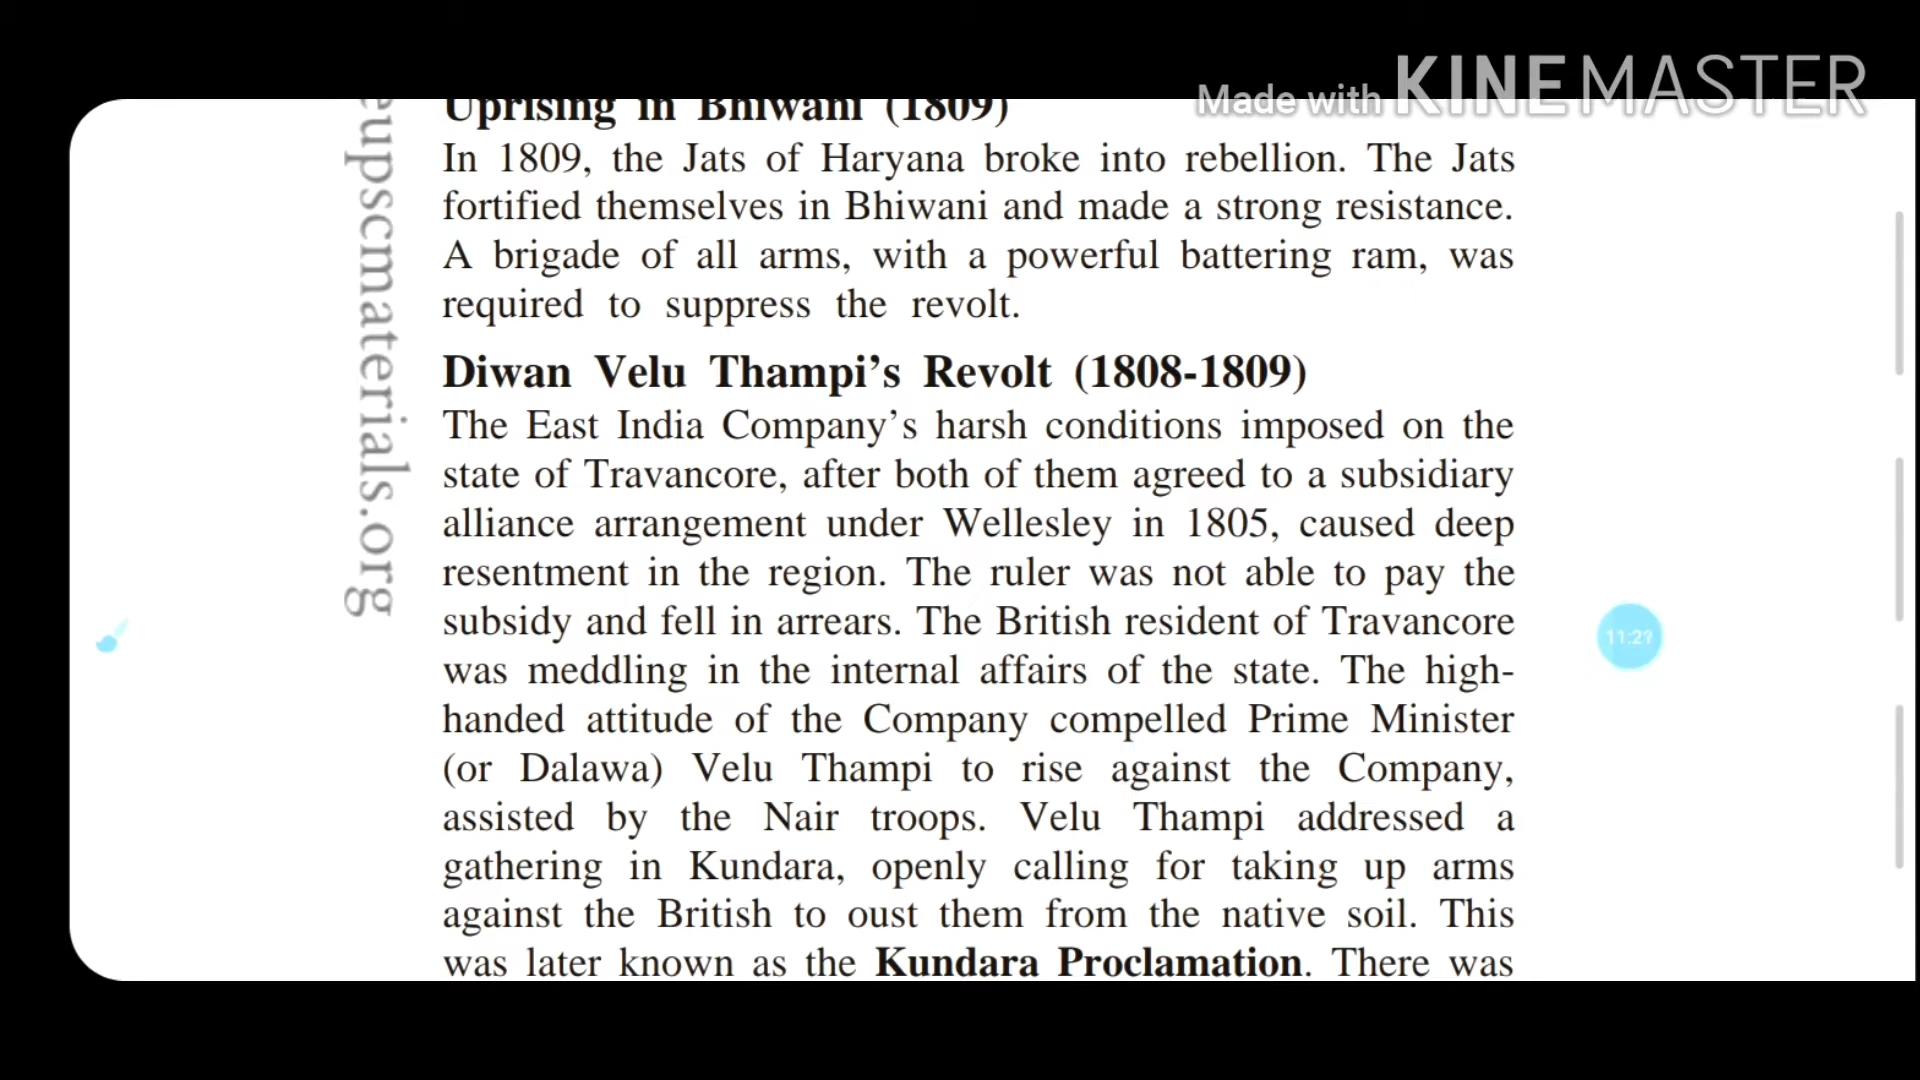 Made with KINEMASTER
eupscmaterials.org
Uprising in Bhiwani (1809)
In 1809, the Jats of Haryana broke into rebellion. The Jats
fortified themselves in Bhiwani and made a strong resistance.
A brigade of all arms, with a powerful battering ram, was
required to suppress the revolt.
Diwan Velu Thampi’s Revolt (1808-1809)
The East India Company’s harsh conditions imposed on the
state of Travancore, after both of them agreed to a subsidiary
alliance arrangement under Wellesley in 1805, caused deep
resentment in the region. The ruler was not able to pay the
subsidy and fell in arrears. The British resident of Travancore
was meddling in the internal affairs of the state. The high-
handed attitude of the Company compelled Prime Minister
(or Dalawa) Velu Thampi to rise against the Company,
assisted by the Nair troops. Velu Thampi addressed a
gathering in Kundara, openly calling for taking up arms
against the British to oust them from the native soil. This
was later known as the Kundara Proclamation. There was